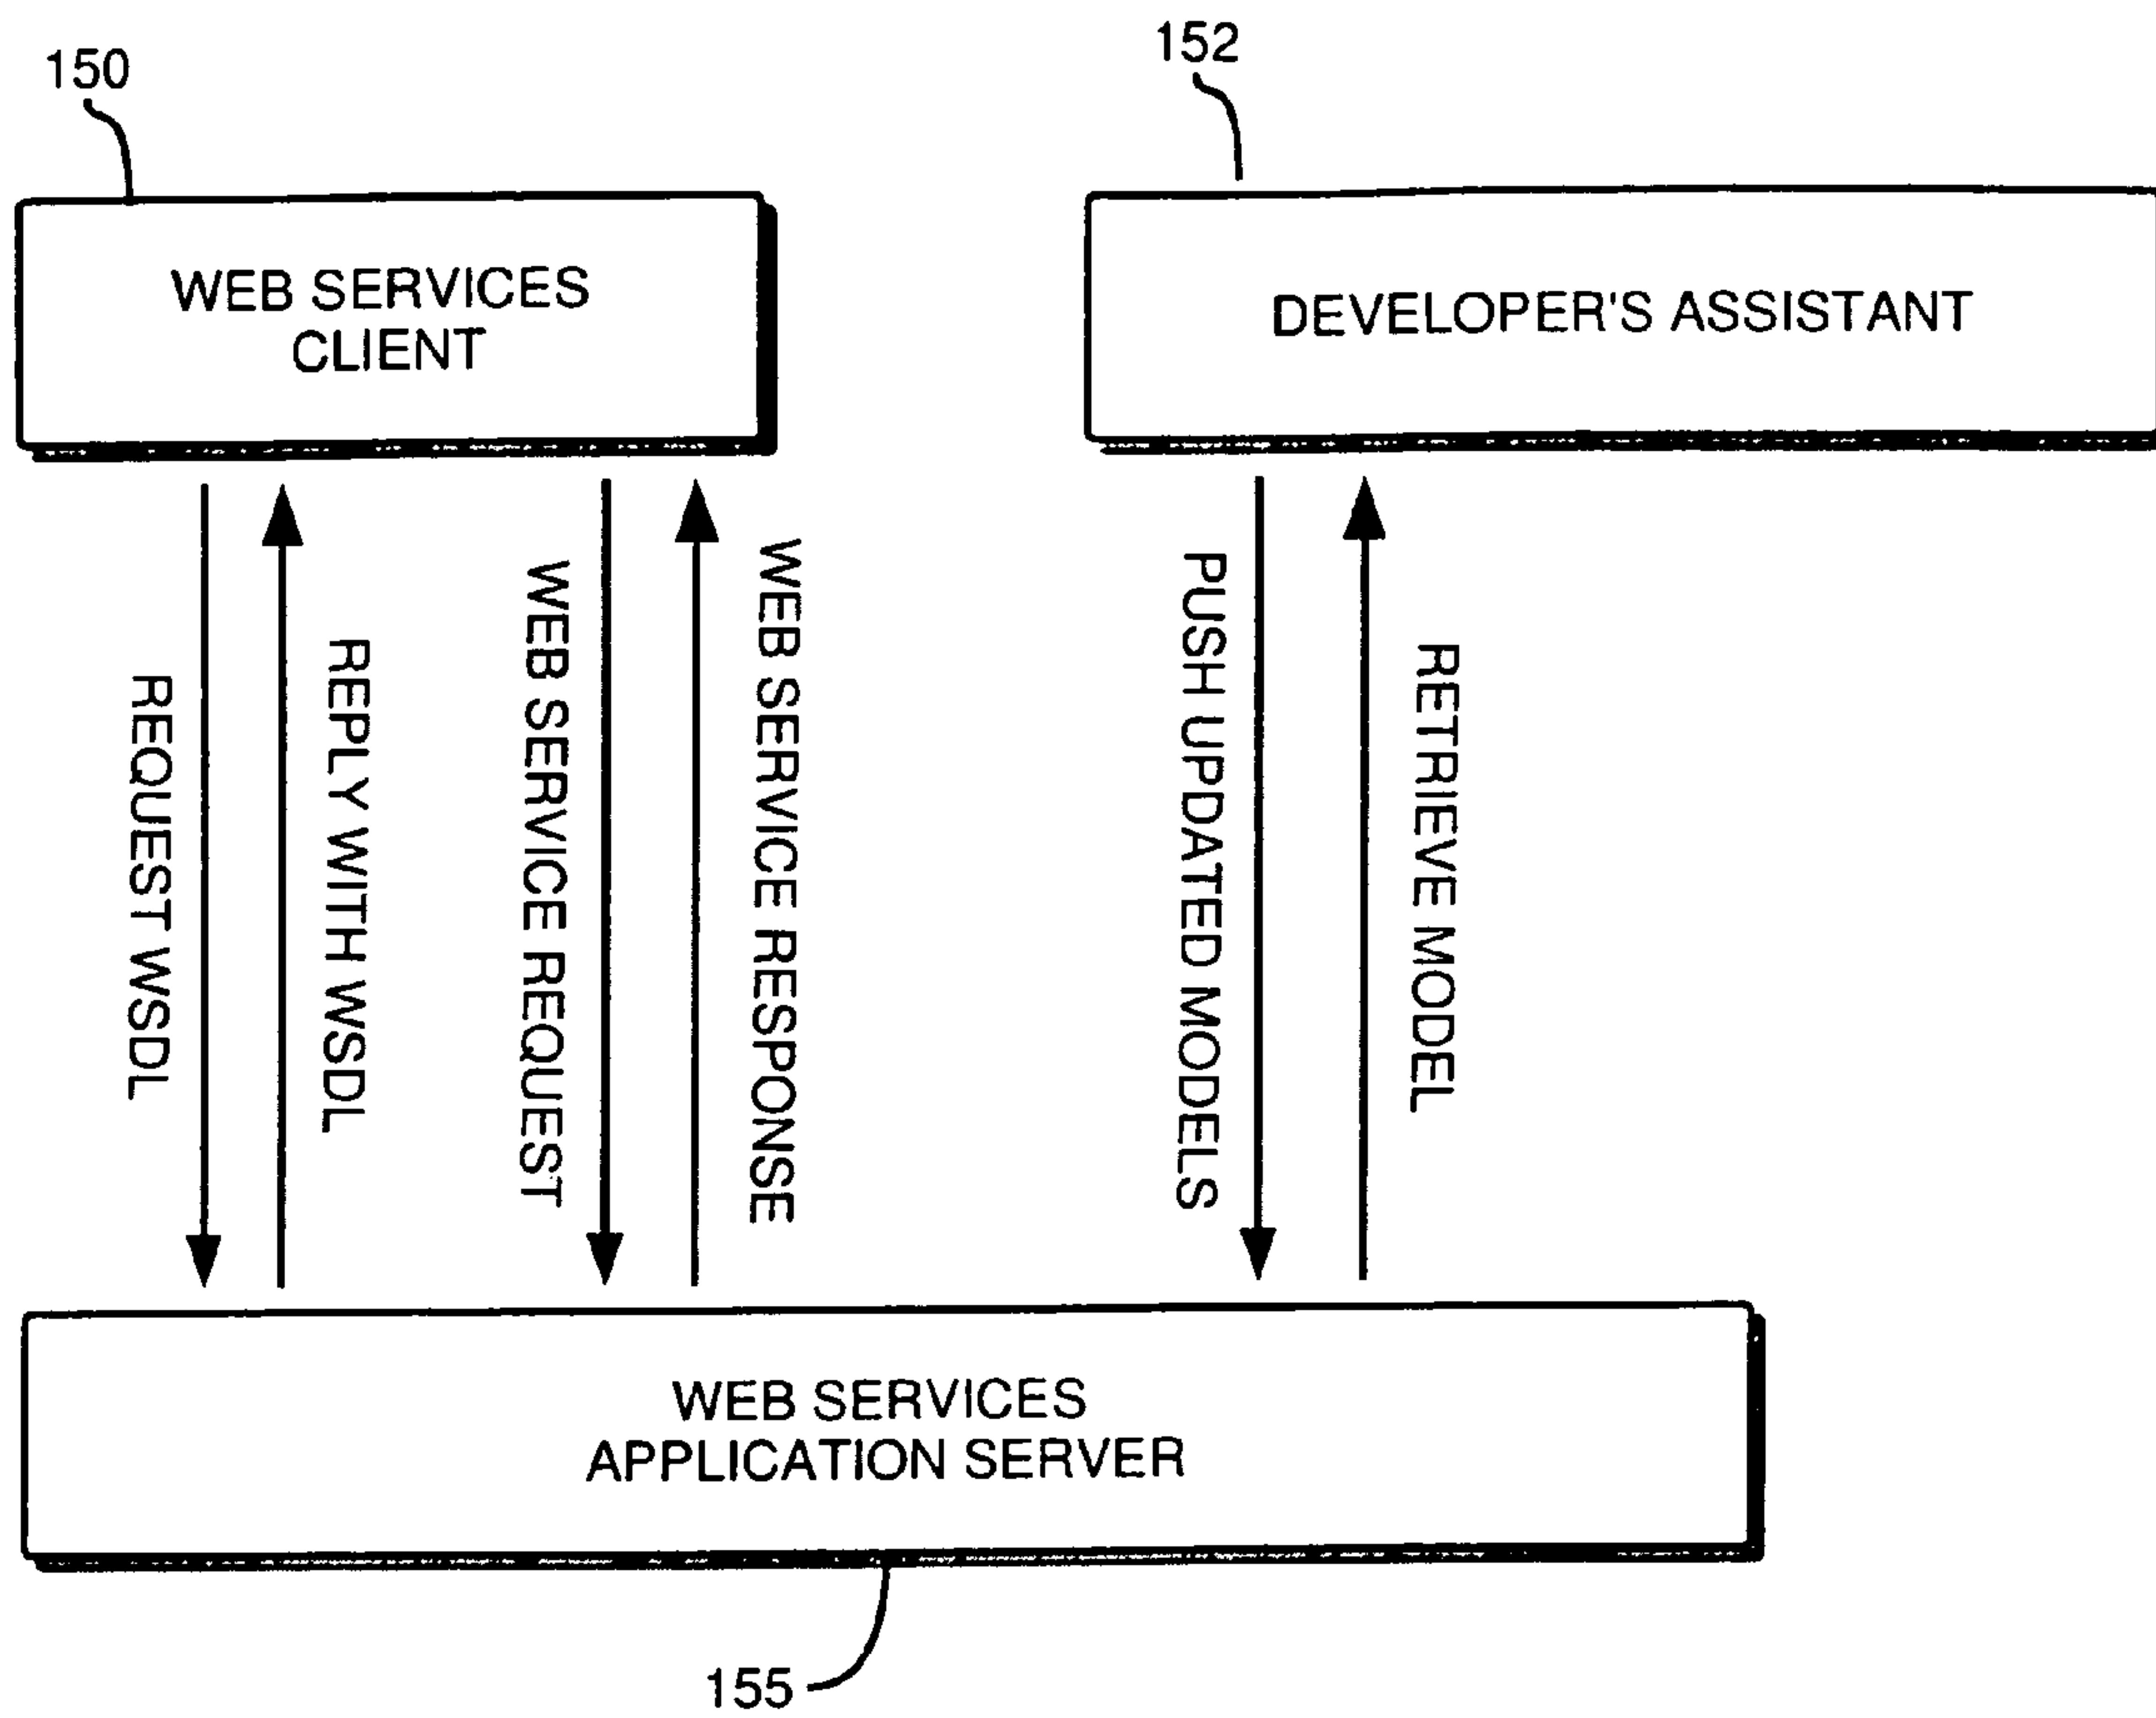 150
152
WEB SERVICES
CLIENT
DEVELOPER'S ASSISTANT
REQUEST WSDL
REPLY WITH WSDL
WEB SERVICE REQUEST
WEB SERVICE RESPONSE
PUSH UPDATED MODELS
RETRIEVE MODEL
WEB SERVICES
APPLICATION SERVER
155